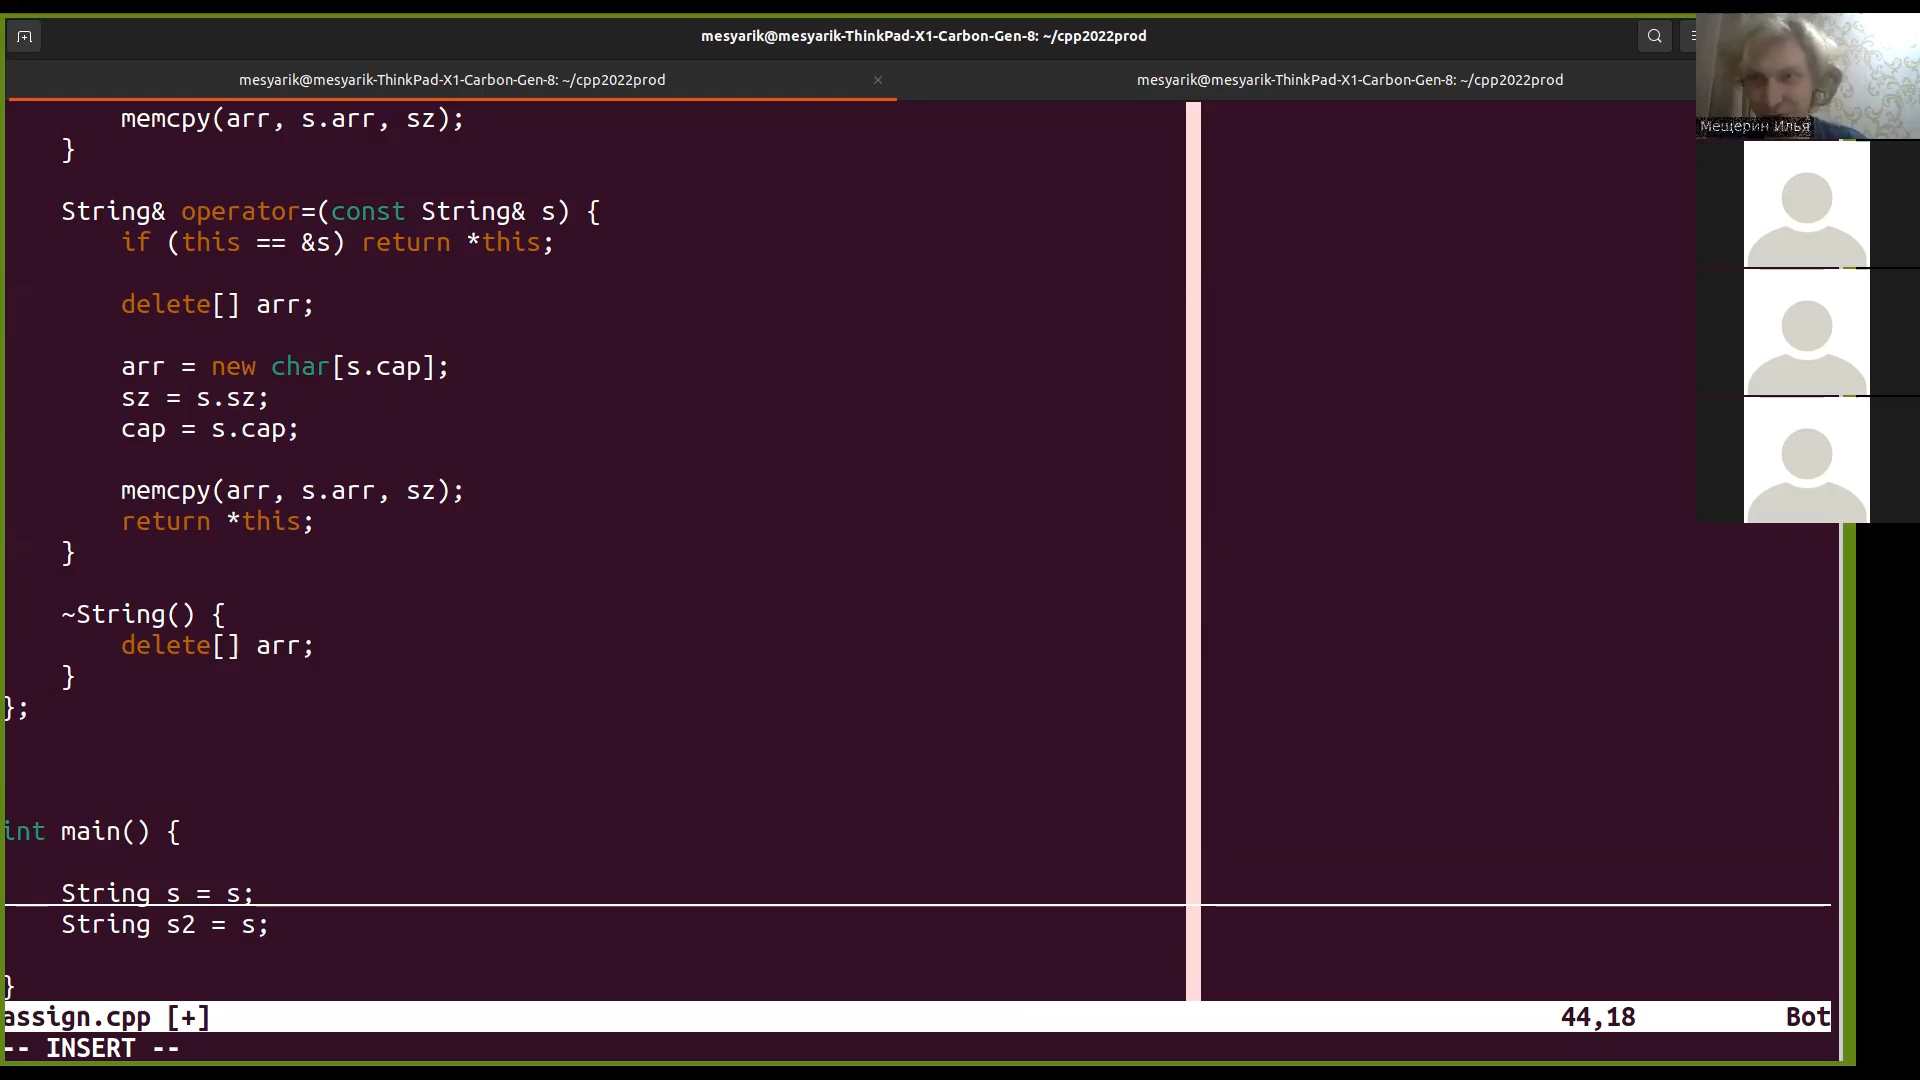 mesyarik@mesyarik-ThinkPad-X1-Carbon-Gen-8: ~/cpp2022prod
mesyarik@mesyarik-ThinkPad-X1-Carbon-Gen-8: ~/cpp2022prod
mesyarik@mesyarik-ThinkPad-X1-Carbon-Gen-8: ~/cpp2022prod
Мещерин Илья
        memcpy(arr, s.arr, sz);
    }
    String& operator=(const String& s) {
        if (this == &s) return *this;
        delete[] arr;
        arr = new char[s.cap];
        sz = s.sz;
        cap = s.cap;
        memcpy(arr, s.arr, sz);
        return *this;
    }
    ~String() {
        delete[] arr;
    }
};
int main() {
    String s = s;
    String s2 = s;
}
assign.cpp [+] 44,18 Bot
-- INSERT --